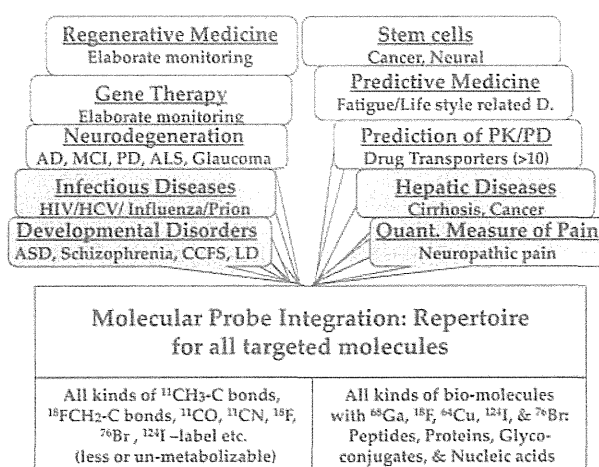 Regenerative Medicine
Elaborate monitoring
Stem cells
Cancer, Neural
Gene Therapy
Elaborate monitoring
Predictive Medicine
Fatigue/Life style related D.
Neurodegeneration
AD, MCI, PD, ALS, Glaucoma
Prediction of PK/PD
Drug Transporters (>10)
Infectious Diseases
HIV/HCV/ Influenza/Prion
Hepatic Diseases
Cirrhosis, Cancer
Developmental Disorders
ASD, Schizophrenia, CCFS, LD
Quant. Measure of Pain
Neuropathic pain
Molecular Probe Integration: Repertoire
for all targeted molecules
All kinds of ¹¹CH₃-C bonds,
¹⁸FCH₂-C bonds, ¹¹CO, ¹¹CN, ¹⁸F,
⁷⁶Br , ¹²⁴I –label etc.
(less or un-metabolizable)
All kinds of bio-molecules
with ⁶⁸Ga, ¹⁸F, ⁶⁴Cu, ¹²⁴I, & ⁷⁶Br:
Peptides, Proteins, Glyco-
conjugates, & Nucleic acids